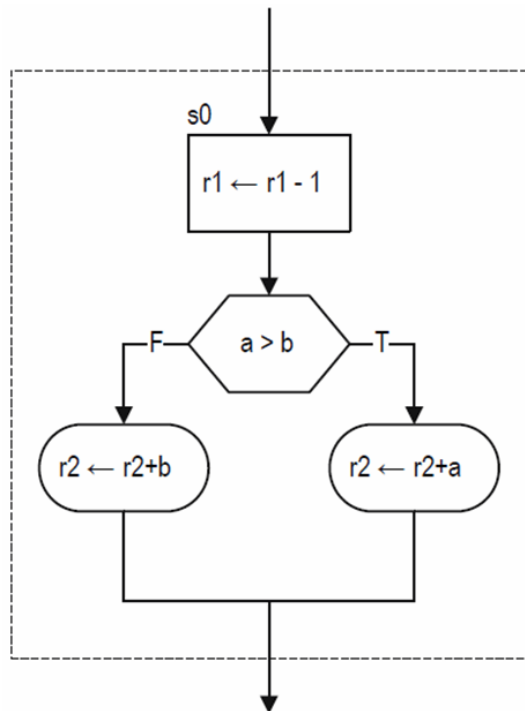 s0
r1 ← r1 - 1
a > b
F
T
r2 ← r2+b
r2 ← r2+a